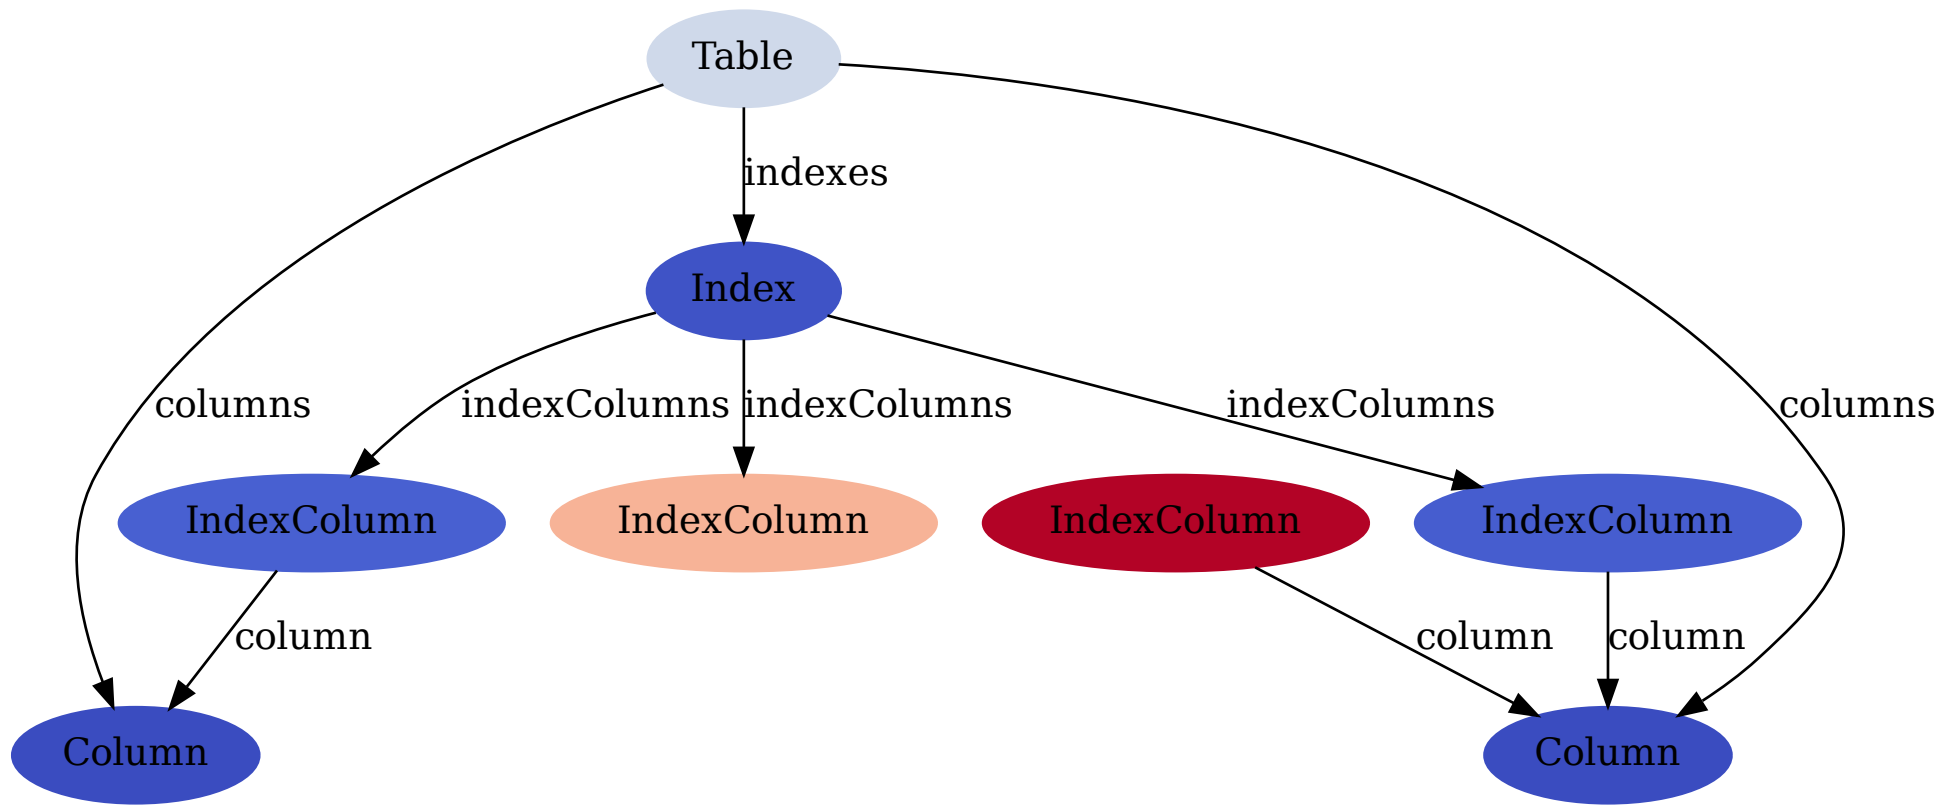 Table
indexes
Index
columns
indexColumns
indexColumns
indexColumns
columns
IndexColumn
IndexColumn
IndexColumn
IndexColumn
column
column
column
Column
Column